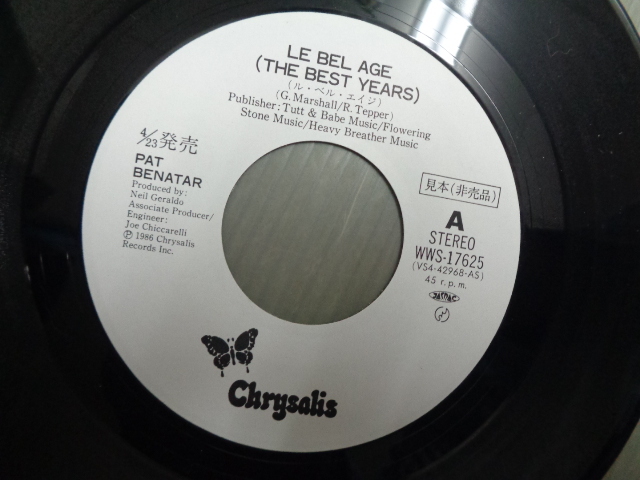 LE BEL AGE
(THE BEST YEARS)
(ル・ベル・エイジ)
(G. Marshall/R. Tepper)
Publisher: Tutt & Babe Music/Flowering
Stone Music/Heavy Breather Music
4/23発売
PAT
BENATAR
Produced by:
Neil Geraldo
Associate Producer/
Engineer:
Joe Chiccarelli
℗ 1986 Chrysalis
Records Inc.
見本(非売品)
A
STEREO
WWS-17625
(VS4-42968-AS)
45 r.p.m.
JASRAC
Chrysalis